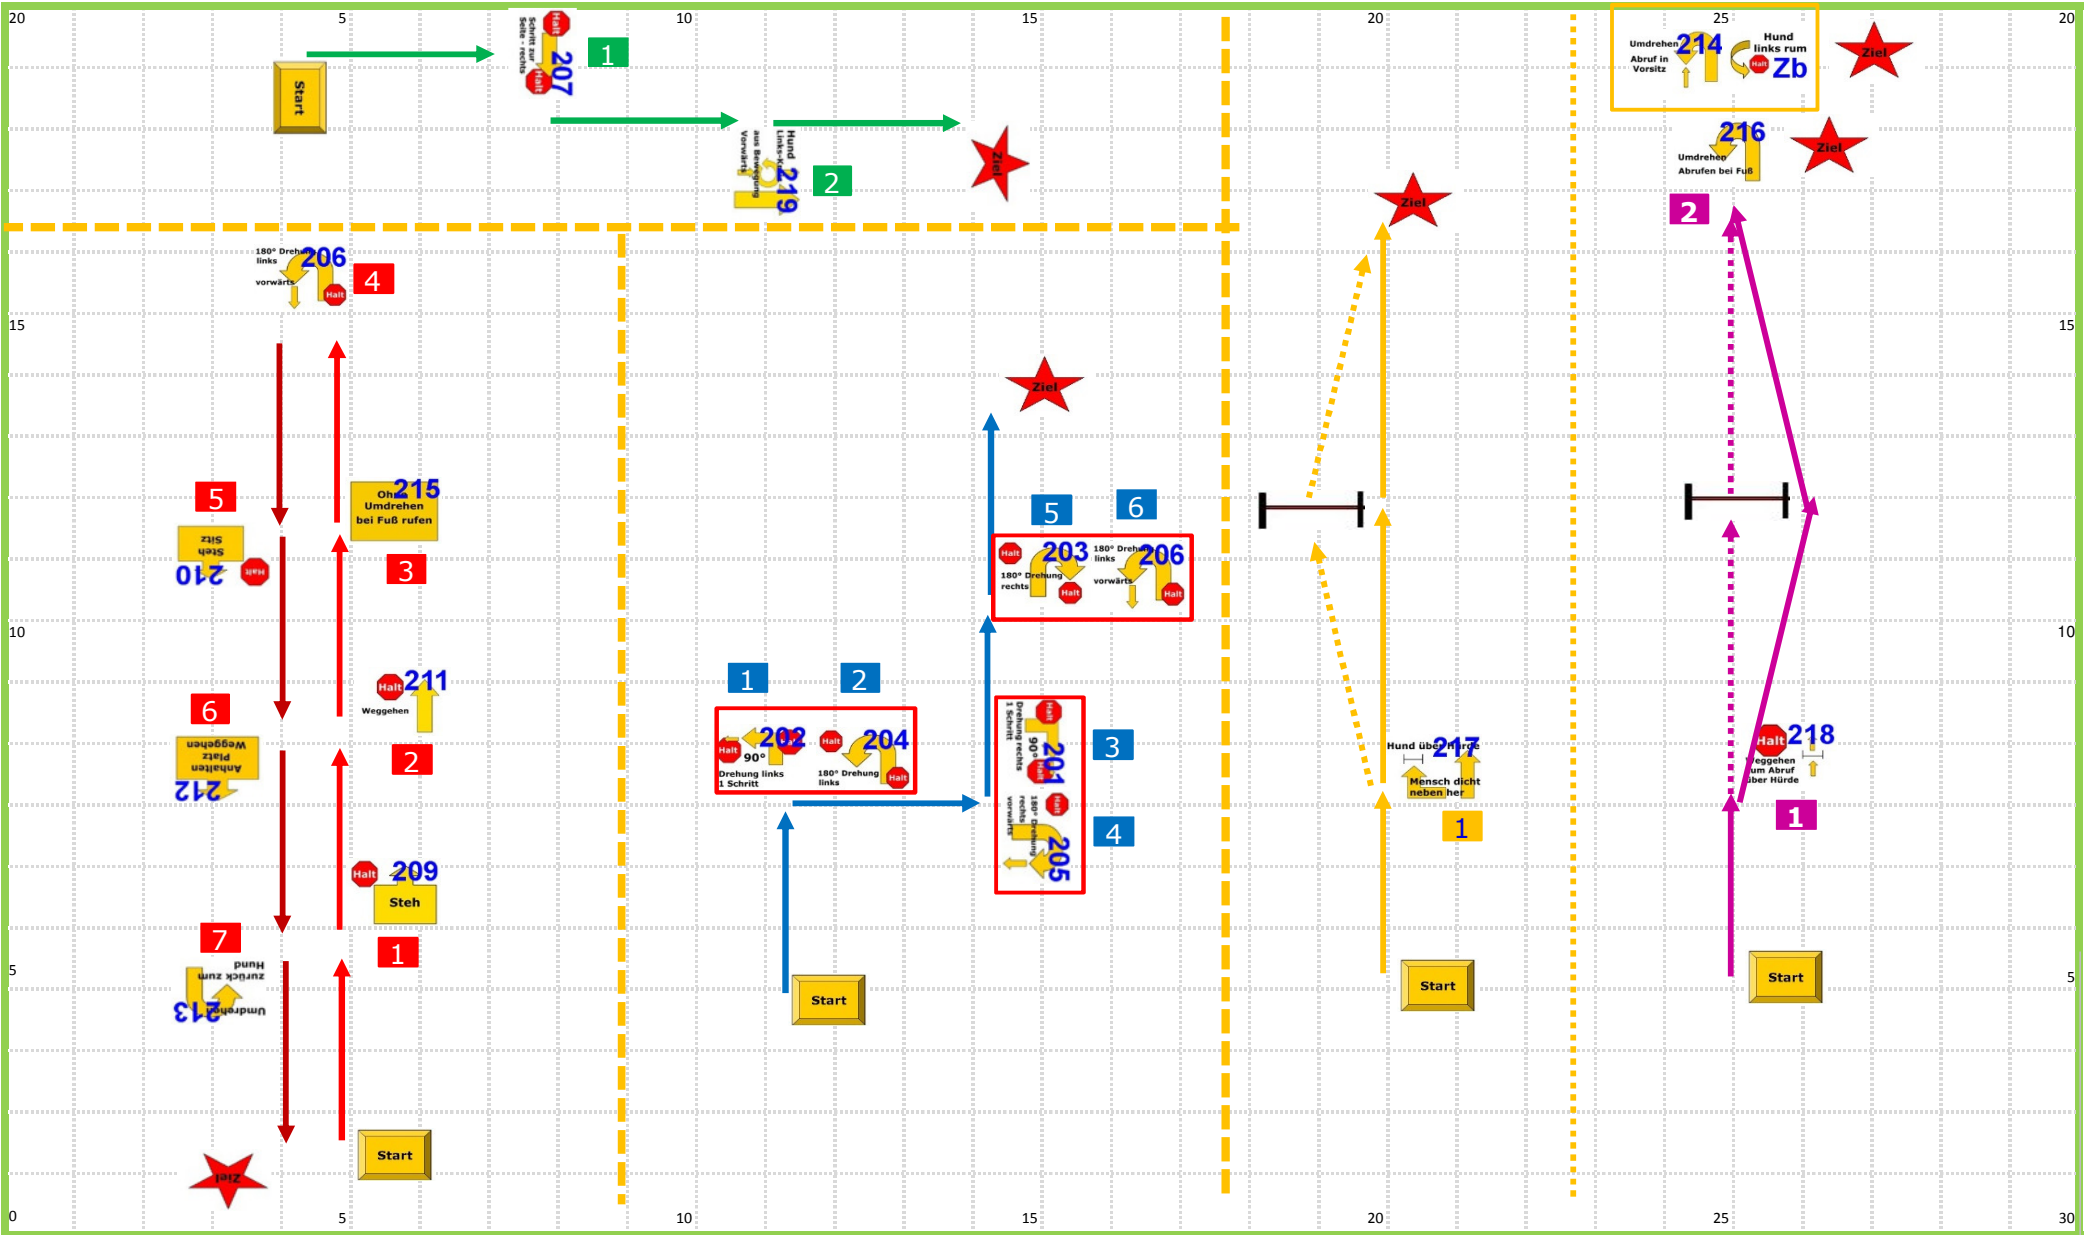 20
5
10
15
20
25
20
Start
Halt
Schritt zur
Seite - rechts
207
Halt
1
Hund
aus Bewegung
Vorwärts
219
2
Ziel
Umdrehen
214
Abruf in
Vorsitz
Hund
links rum
Halt
Zb
Ziel
216
Umdrehen
Abrufen bei Fuß
Ziel
2
Ziel
180° Drehung
links
206
vorwärts
Halt
4
15
15
Ziel
5
Steh
Sitz
210
Halt
215
Umdrehen
bei Fuß rufen
3
5
6
Halt
203
180° Drehung
rechts
Halt
180° Drehung
links
206
vorwärts
Halt
10
10
6
Anhalten
Platz
Weggehen
212
Halt
211
Weggehen
2
1
2
202
Halt
90°
Drehung links
1 Schritt
Halt
204
180° Drehung
links
Halt
Halt
90°
Drehung rechts
1 Schritt
201
Halt
3
Halt
180° Drehung
rechts
vorwärts
205
4
Hund über Hürde
217
Mensch dicht
neben her
1
Halt
218
Weggehen
zum Abruf
über Hürde
1
Halt
209
Steh
1
7
Umdrehen
zurück zum
Hund
213
5
5
Start
Start
Start
Start
Ziel
0
5
10
15
20
25
30